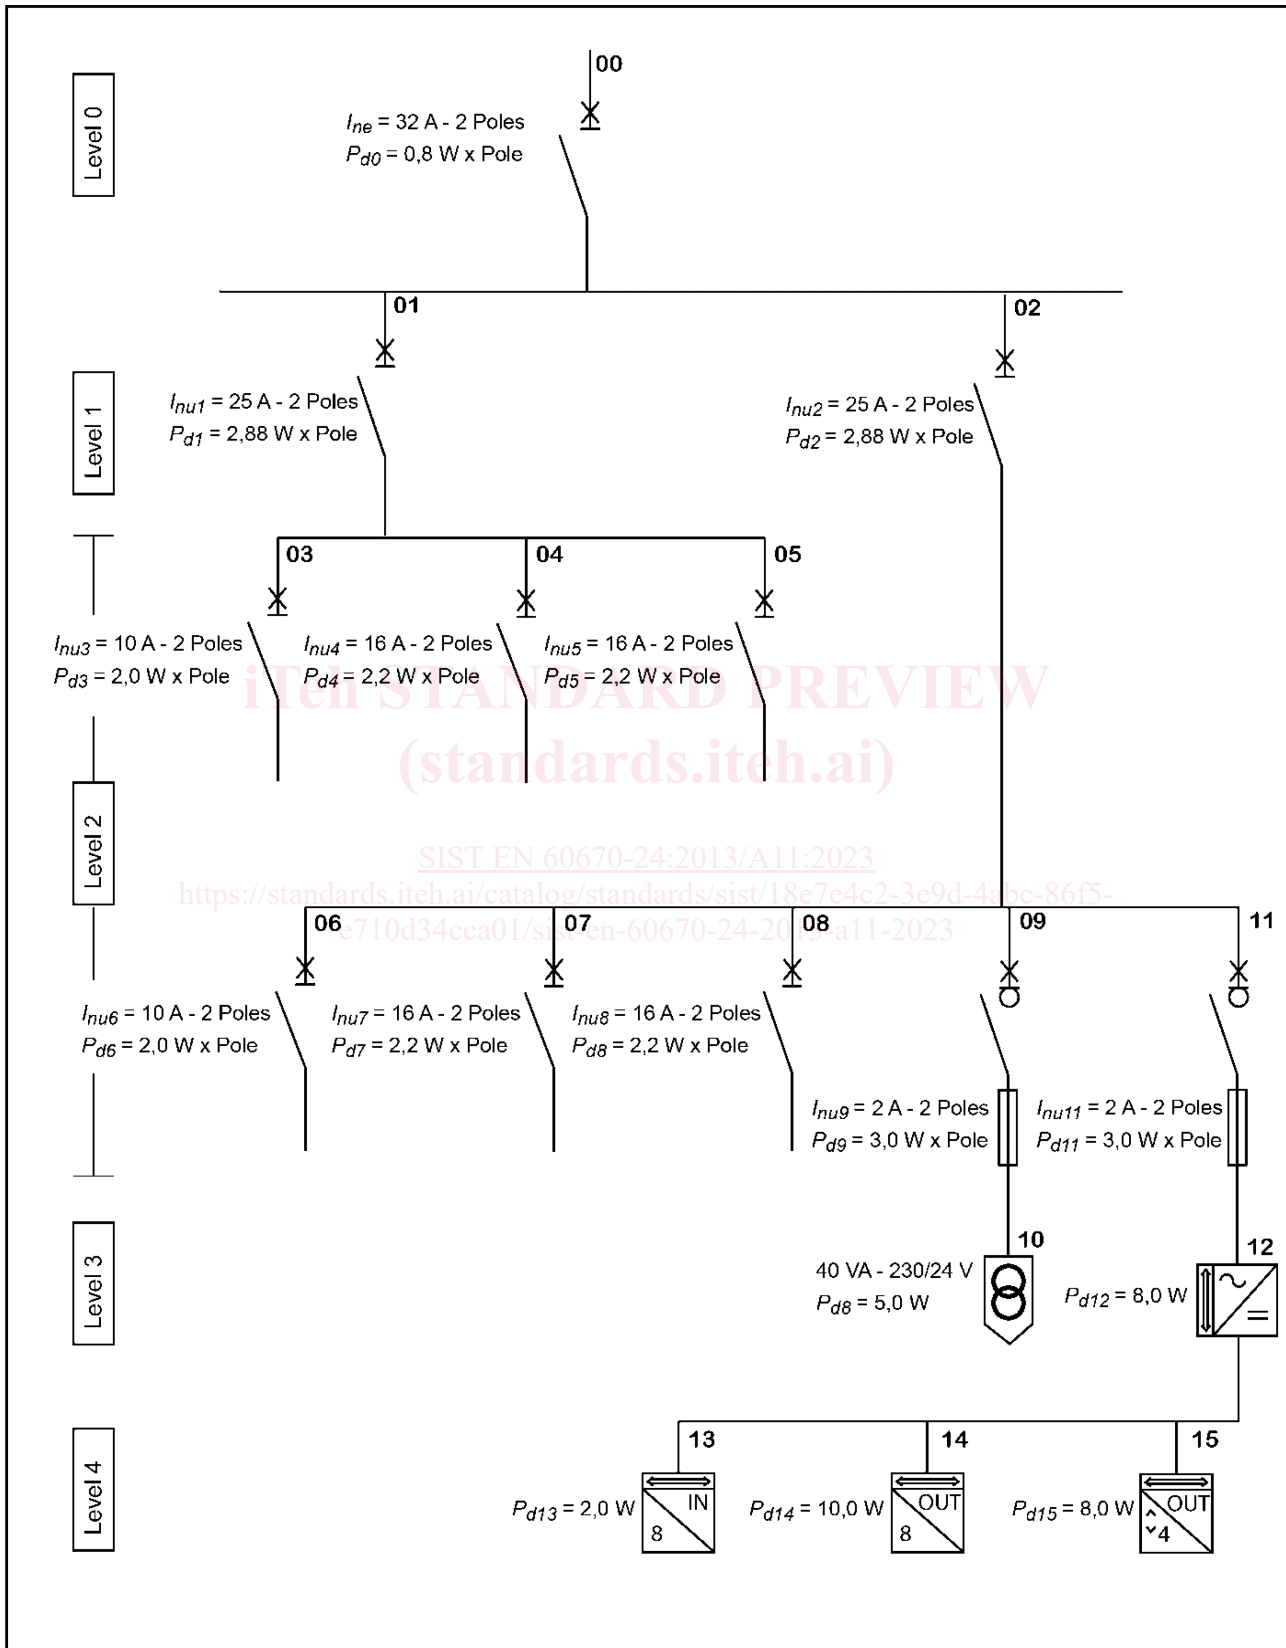 Level 0
00
Ine = 32 A - 2 Poles
Pd0 = 0,8 W x Pole
01
02
Level 1
Inu1 = 25 A - 2 Poles
Pd1 = 2,88 W x Pole
Inu2 = 25 A - 2 Poles
Pd2 = 2,88 W x Pole
03
04
05
Inu3 = 10 A - 2 Poles
Pd3 = 2,0 W x Pole
Inu4 = 16 A - 2 Poles
Pd4 = 2,2 W x Pole
Inu5 = 16 A - 2 Poles
Pd5 = 2,2 W x Pole
iTeh STANDARD PREVIEW
(standards.iteh.ai)
Level 2
SIST EN 60670-24:2013/A11:2023
https://standards.iteh.ai/catalog/standards/sist/18e7e4c2-3e9d-4abc-86f5-
e710d34cca01/sist-en-60670-24-2013-a11-2023
06
07
08
09
11
Inu6 = 10 A - 2 Poles
Pd6 = 2,0 W x Pole
Inu7 = 16 A - 2 Poles
Pd7 = 2,2 W x Pole
Inu8 = 16 A - 2 Poles
Pd8 = 2,2 W x Pole
Inu9 = 2 A - 2 Poles
Pd9 = 3,0 W x Pole
Inu11 = 2 A - 2 Poles
Pd11 = 3,0 W x Pole
Level 3
10
40 VA - 230/24 V
Pd8 = 5,0 W
12
Pd12 = 8,0 W
Level 4
13
14
15
Pd13 = 2,0 W
IN
8
Pd14 = 10,0 W
OUT
8
Pd15 = 8,0 W
OUT
4